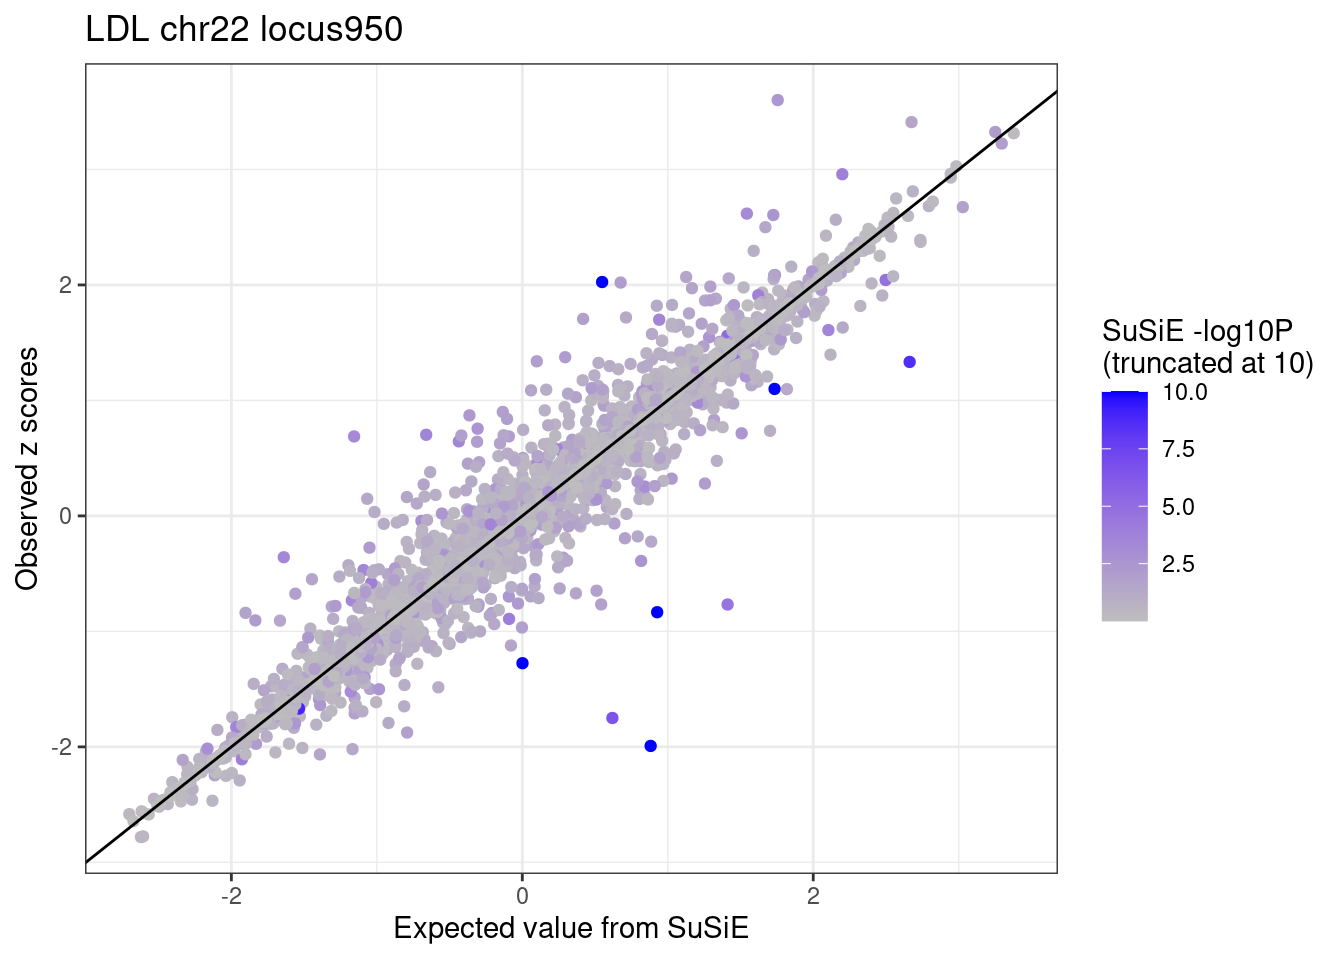 LDL chr22 locus950
Observed z scores
2
0
-2
-2
0
2
Expected value from SuSiE
SuSiE -log10P
(truncated at 10)
10.0
7.5
5.0
2.5